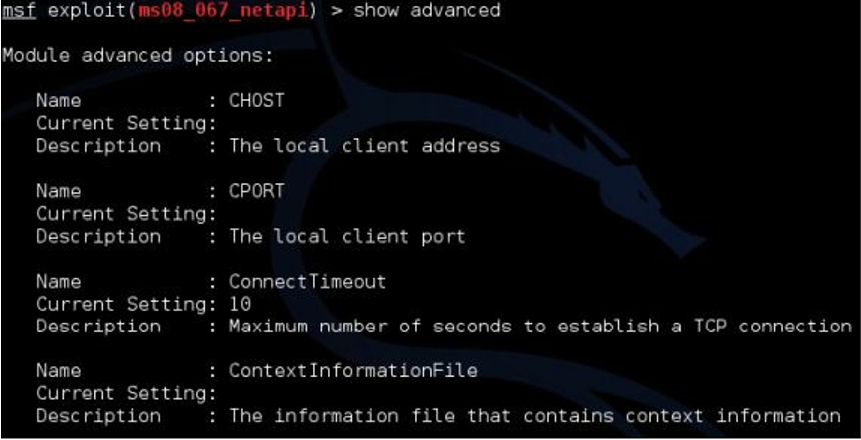 msf exploit(ms08_067_netapi) > show advanced
Module advanced options:
Name : CHOST
Current Setting:
Description : The local client address
Name : CPORT
Current Setting:
Description : The local client port
Name : ConnectTimeout
Current Setting: 10
Description : Maximum number of seconds to establish a TCP connection
Name : ContextInformationFile
Current Setting:
Description : The information file that contains context information